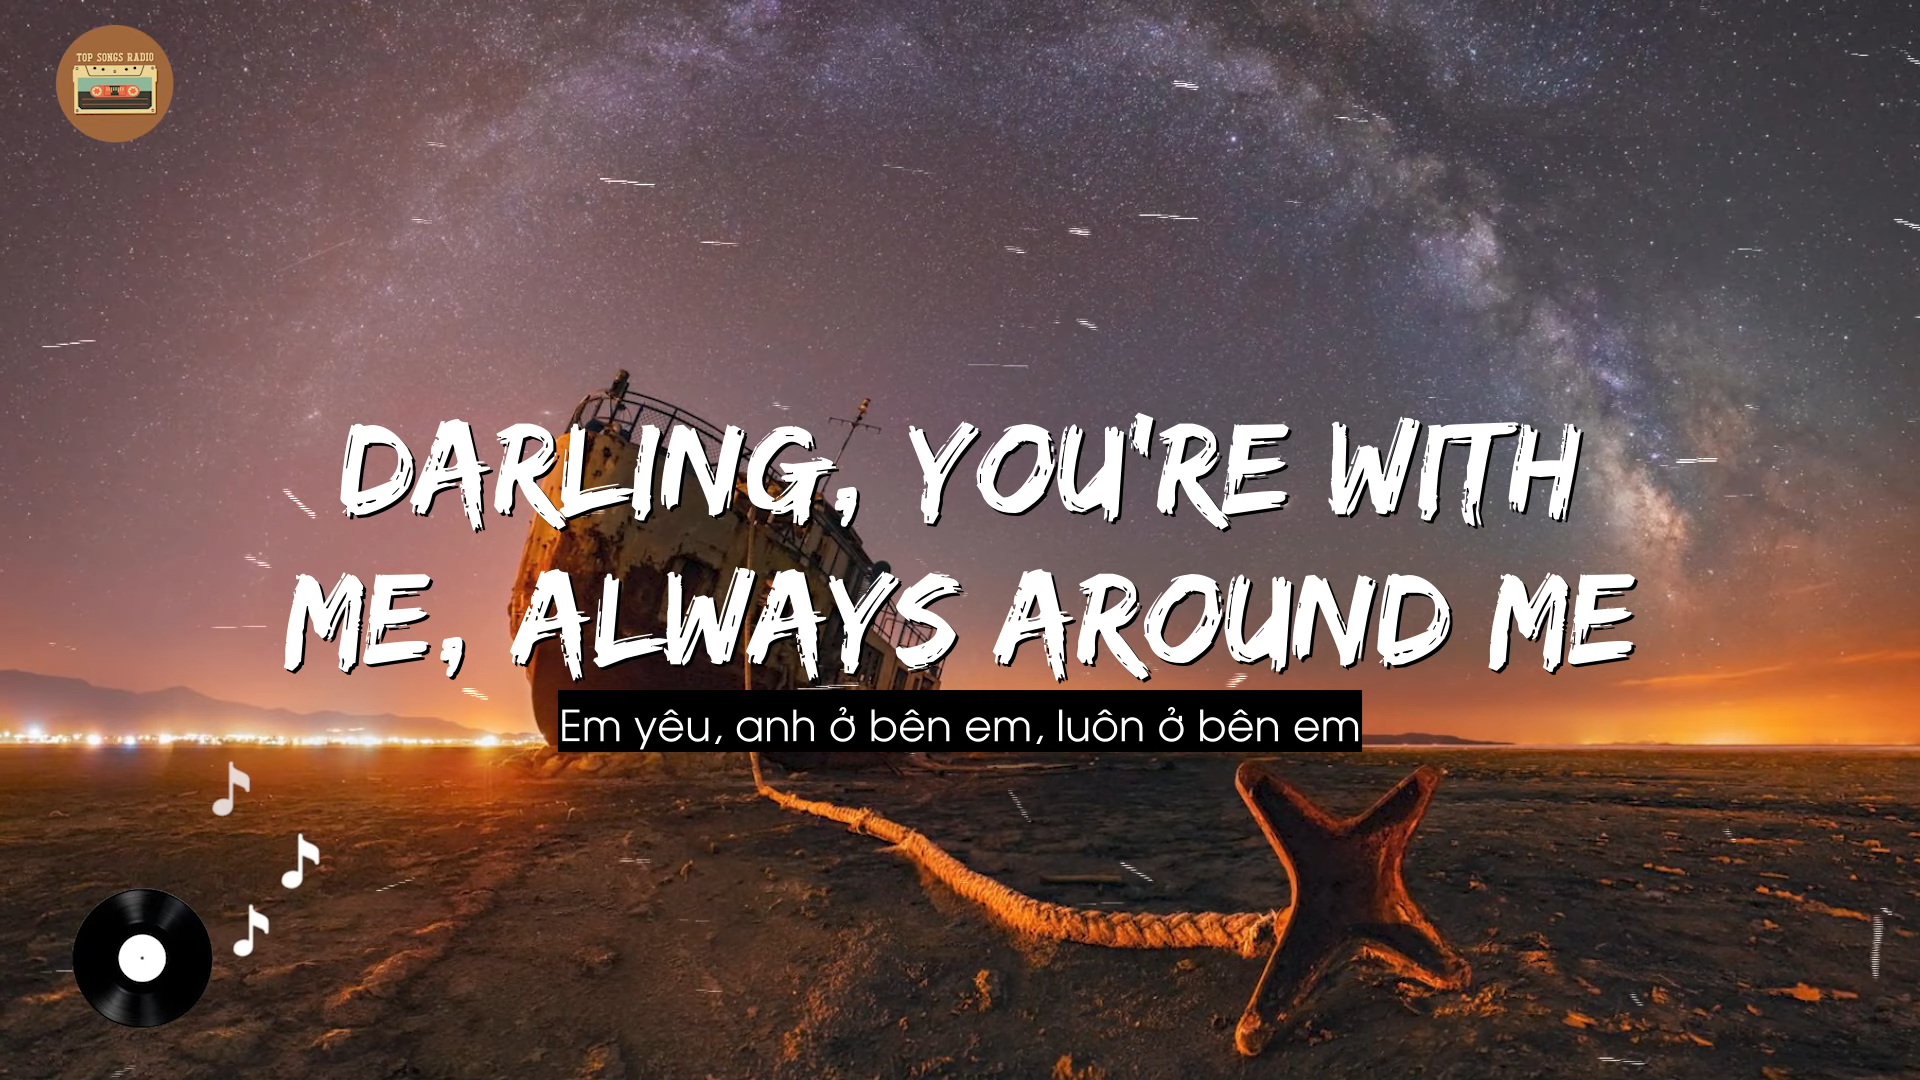 TOP SONGS RADIO
DARLING, YOU'RE WITH
ME, ALWAYS AROUND ME
Em yêu, anh ở bên em, luôn ở bên em